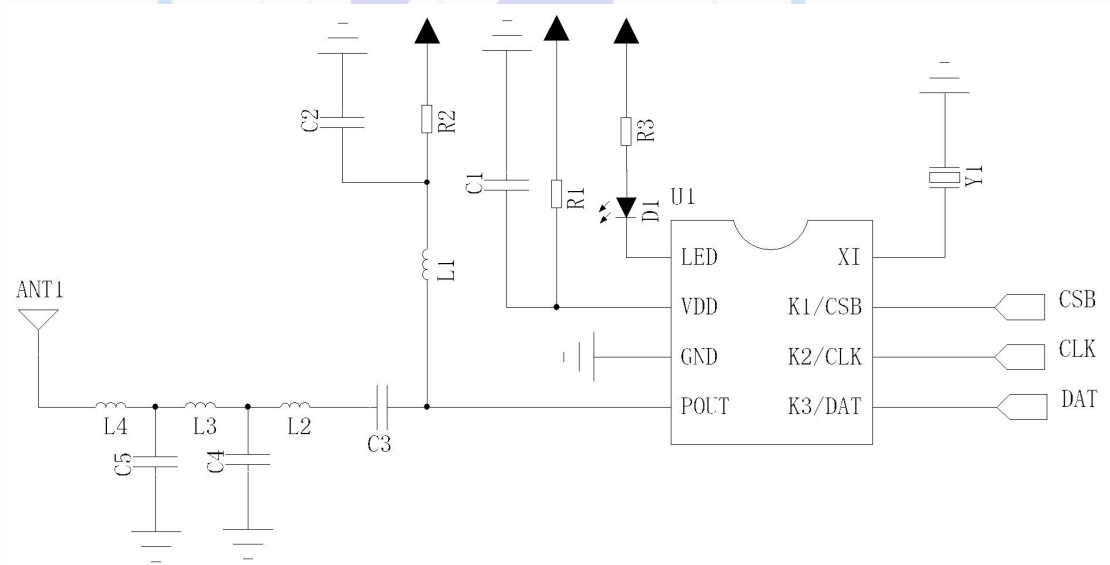 C2
R2
C1
R1
R3
D1
U1
Y1
L1
LED
XI
ANT1
VDD
K1/CSB
CSB
GND
K2/CLK
CLK
POUT
K3/DAT
DAT
L4
L3
L2
C3
C5
C4